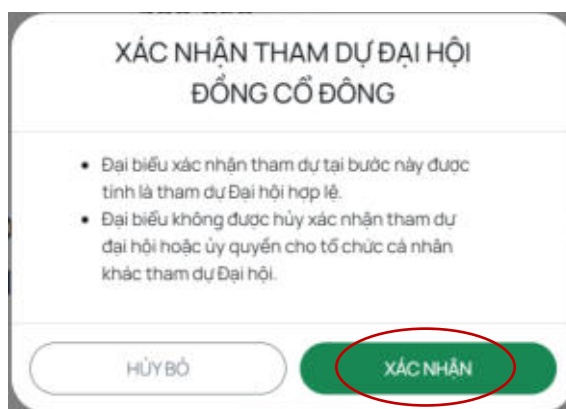 XÁC NHẬN THAM DỰ ĐẠI HỘI
ĐỒNG CỔ ĐÔNG
• Đại biểu xác nhận tham dự tại bước này được
tính là tham dự Đại hội hợp lệ.
• Đại biểu không được hủy xác nhận tham dự
đại hội hoặc ủy quyền cho tổ chức cá nhân
khác tham dự Đại hội.
HỦY BỎ
XÁC NHẬN